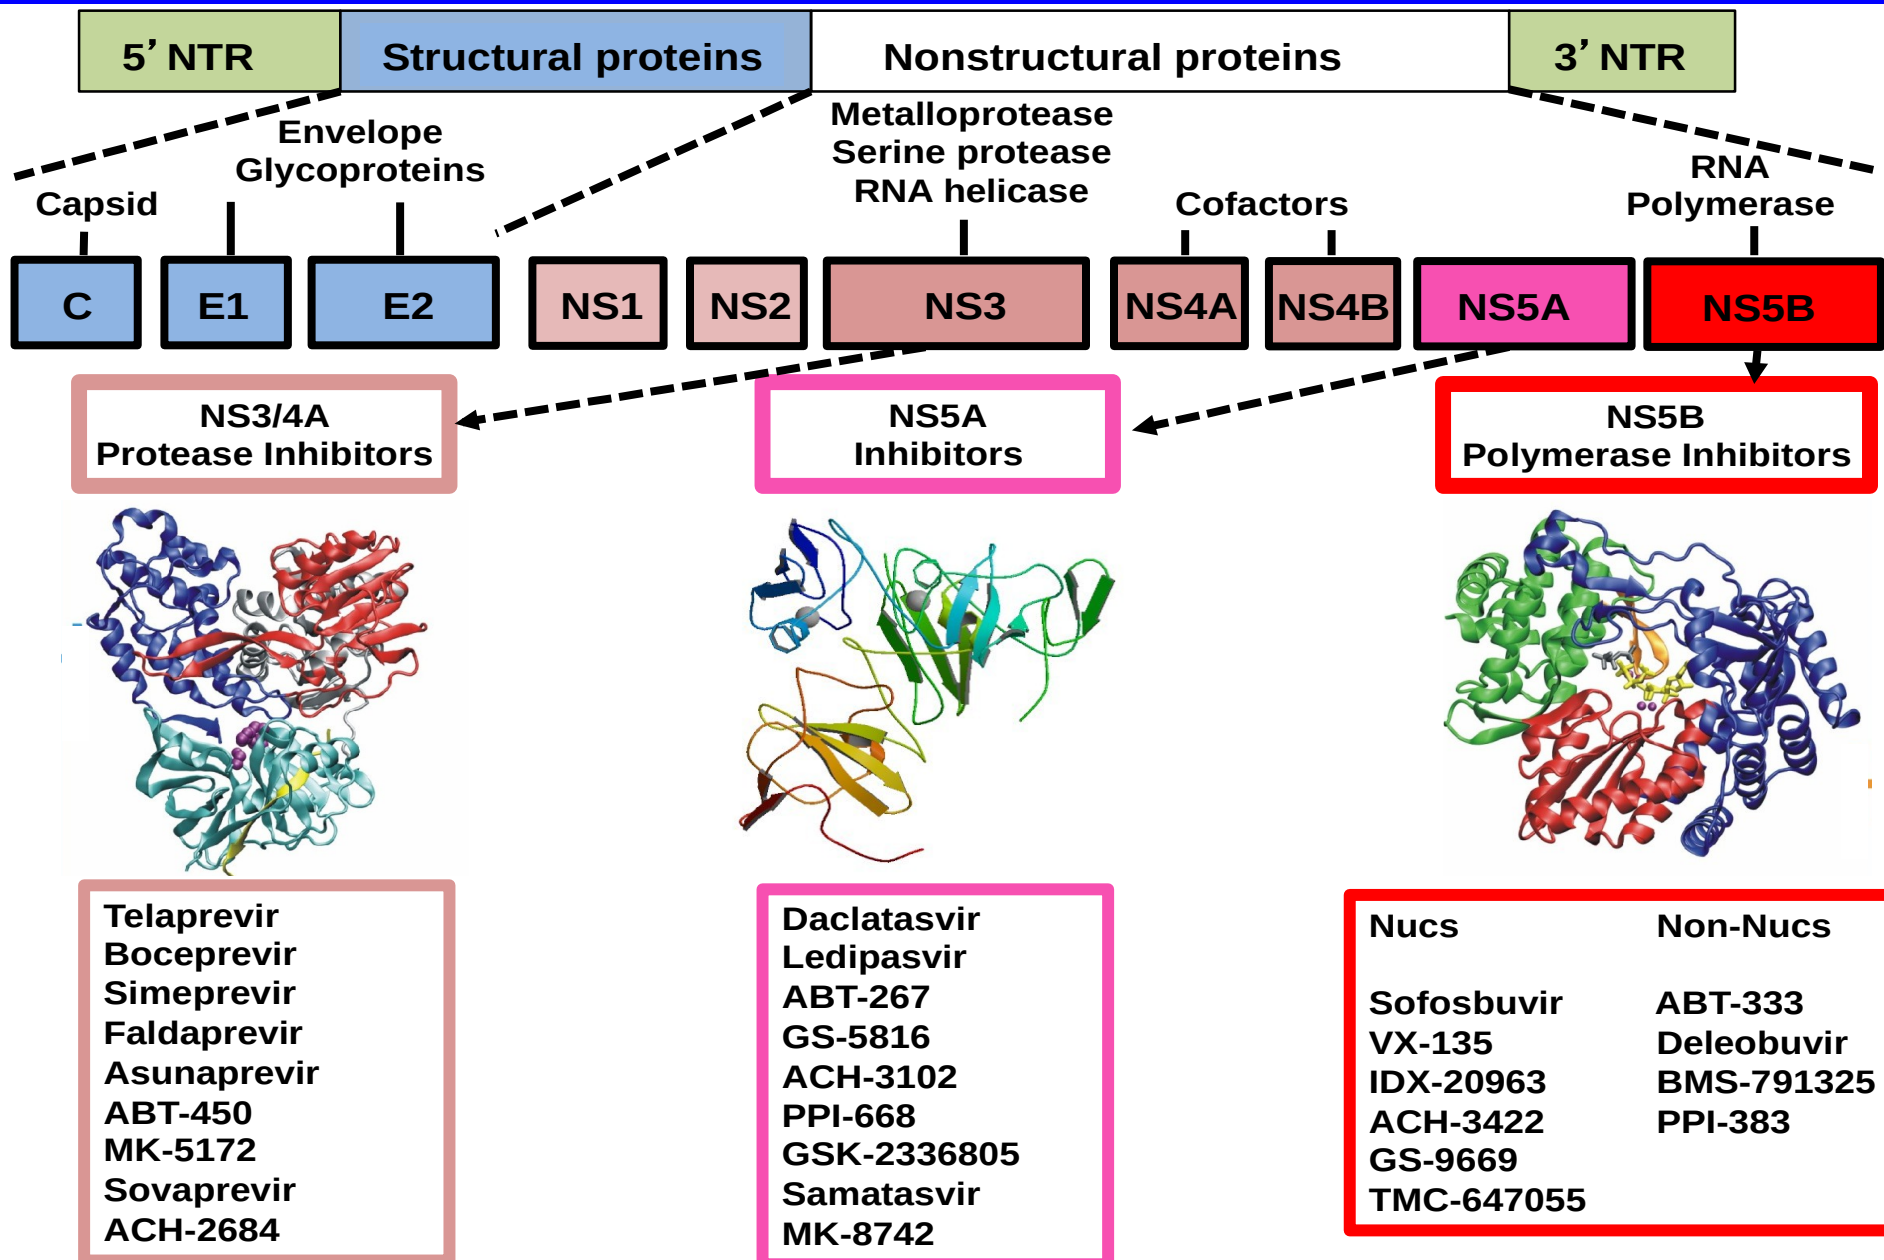 5’ NTR
Structural proteins
Nonstructural proteins
3’ NTR
Capsid
Envelope
Glycoproteins
Metalloprotease
Serine protease
RNA helicase
Cofactors
RNA
Polymerase
C
E1
E2
NS1
NS2
NS3
NS4A
NS4B
NS5A
NS5B
NS3/4A
Protease Inhibitors
NS5A
Inhibitors
NS5B
Polymerase Inhibitors
Telaprevir
Boceprevir
Simeprevir
Faldaprevir
Asunaprevir
ABT-450
MK-5172
Sovaprevir
ACH-2684
Daclatasvir
Ledipasvir
ABT-267
GS-5816
ACH-3102
PPI-668
GSK-2336805
Samatasvir
MK-8742
Nucs
Sofosbuvir
VX-135
IDX-20963
ACH-3422
GS-9669
TMC-647055
Non-Nucs
ABT-333
Deleobuvir
BMS-791325
PPI-383